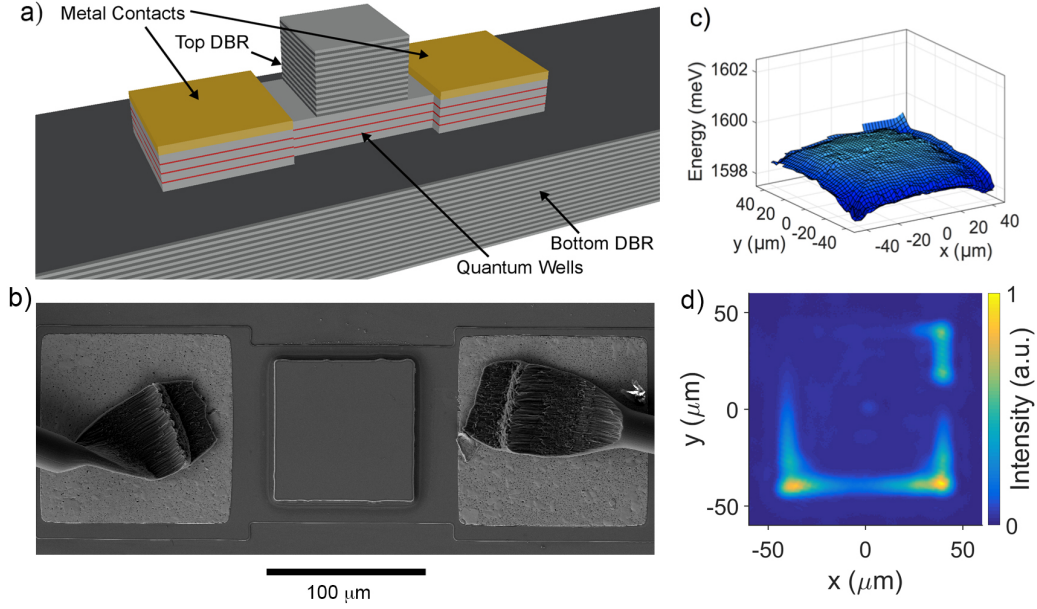 a)
Metal Contacts
Top DBR
Bottom DBR
Quantum Wells
b)
100 μm
c)
Energy (meV)
1602
1600
1598
40
20
0
-20
-40
y (μm)
-40
-20
0
20
40
x (μm)
d)
50
0
-50
y (μm)
-50
0
50
x (μm)
1
0
Intensity (a.u.)